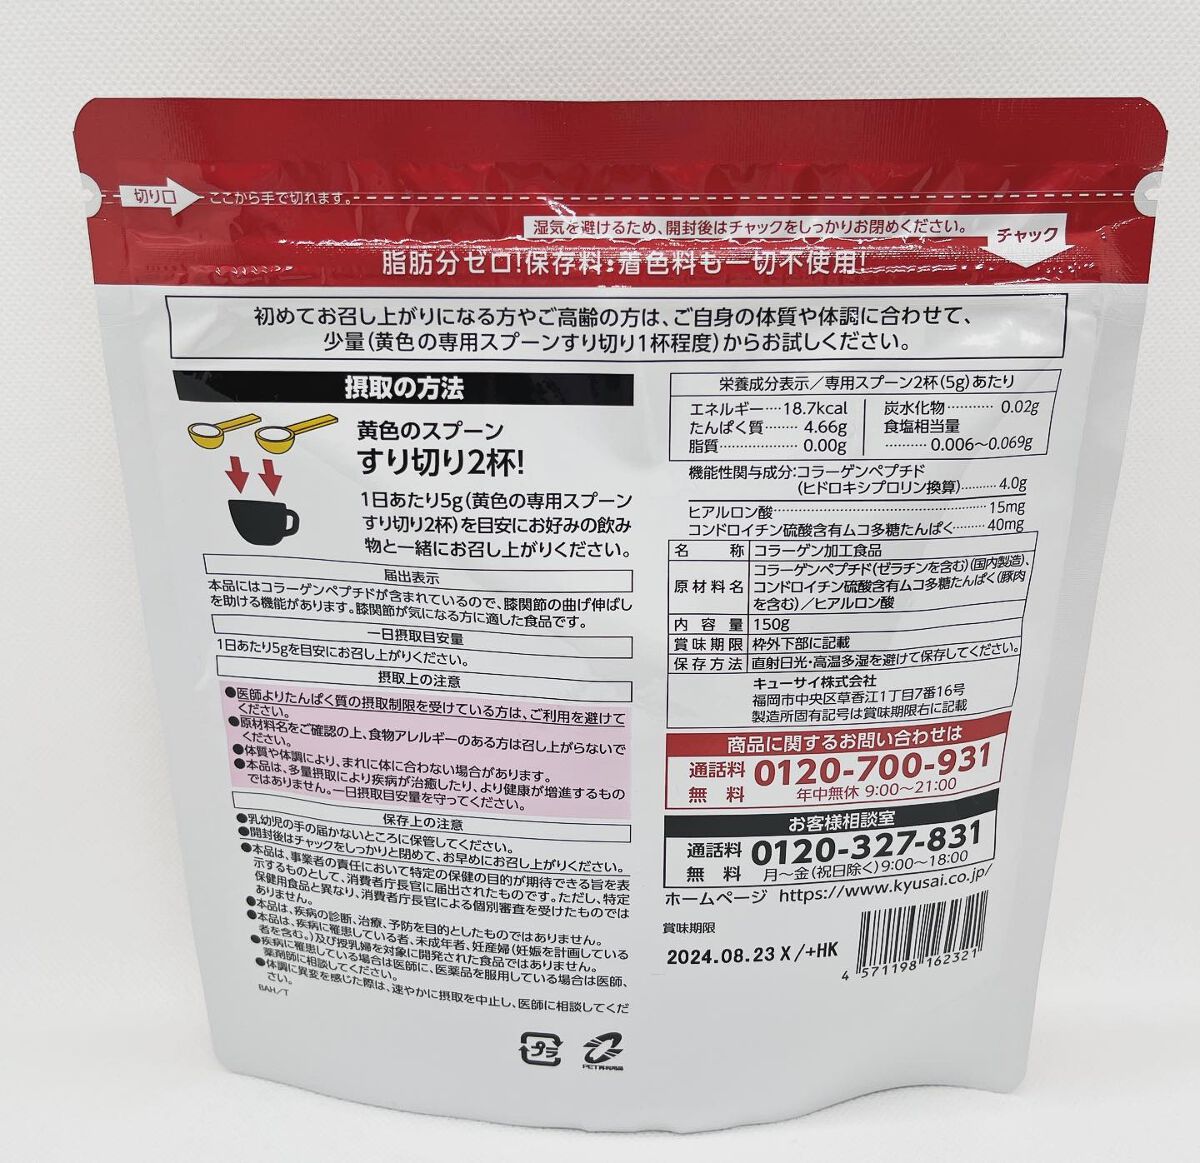 切り口
ここから手で切れます。
湿気を避けるため、開封後はチャックをしっかりお閉めください。
チャック
脂肪分ゼロ!保存料・着色料も一切不使用!
初めてお召し上がりになる方やご高齢の方は、ご自身の体質や体調に合わせて、
少量(黄色の専用スプーンすり切り1杯程度)からお試しください。
摂取の方法
黄色のスプーン
すり切り2杯!
1日あたり5g(黄色の専用スプーン
すり切り2杯)を目安にお好みの飲み
物と一緒にお召し上がりください。
届出表示
本品にはコラーゲンペプチドが含まれているので、膝関節の曲げ伸ばし
を助ける機能があります。膝関節が気になる方に適した食品です。
一日摂取目安量
1日あたり5gを目安にお召し上がりください。
摂取上の注意
●医師よりたんぱく質の摂取制限を受けている方は、ご利用を避けて
ください。
●原材料名をご確認の上、食物アレルギーのある方は召し上がらないで
ください。
●体質や体調により、まれに体に合わない場合があります。
●本品は、多量摂取により疾病が治癒したり、より健康が増進するもの
ではありません。一日摂取目安量を守ってください。
保存上の注意
●乳幼児の手の届かないところに保管してください。
●開封後はチャックをしっかりと閉めて、お早めにお召し上がりください。
●本品は、事業者の責任において特定の保健の目的が期待できる旨を表
示するものとして、消費者庁長官に届出されたものです。ただし、特定
保健用食品と異なり、消費者庁長官による個別審査を受けたものでは
ありません。
●本品は、疾病の診断、治療、予防を目的としたものではありません。
●本品は、疾病に罹患している者、未成年者、妊産婦(妊娠を計画している
者を含む。)及び授乳婦を対象に開発された食品ではありません。
●疾病に罹患している場合は医師に、医薬品を服用している場合は医師、
薬剤師に相談してください。
●体調に異変を感じた際は、速やかに摂取を中止し、医師に相談してくだ
さい。
BAH/T
プラ
PET再利用品
栄養成分表示/専用スプーン2杯(5g)あたり
エネルギー‥‥18.7kcal
たんぱく質‥‥‥ 4.66g
脂質‥‥‥‥‥‥ 0.00g
炭水化物‥‥‥‥ 0.02g
食塩相当量
‥‥‥‥ 0.006〜0.069g
機能性関与成分:コラーゲンペプチド
(ヒドロキシプロリン換算)‥‥‥ 4.0g
ヒアルロン酸‥‥‥‥‥‥‥‥‥‥‥‥ 15mg
コンドロイチン硫酸含有ムコ多糖たんぱく‥‥‥ 40mg
名称 コラーゲン加工食品
原材料名 コラーゲンペプチド(ゼラチンを含む)(国内製造)、
コンドロイチン硫酸含有ムコ多糖たんぱく(豚肉
を含む)/ヒアルロン酸
内容量 150g
賞味期限 枠外下部に記載
保存方法 直射日光・高温多湿を避けて保存してください。
キューサイ株式会社
福岡市中央区草香江1丁目7番16号
製造所固有記号は賞味期限右に記載
商品に関するお問い合わせは
通話料無料 0120-700-931
年中無休 9:00〜21:00
お客様相談室
通話料無料 0120-327-831
月〜金(祝日除く)9:00〜18:00
ホームページ https://www.kyusai.co.jp/
賞味期限
2024.08.23 X/+HK
4 571198 162321